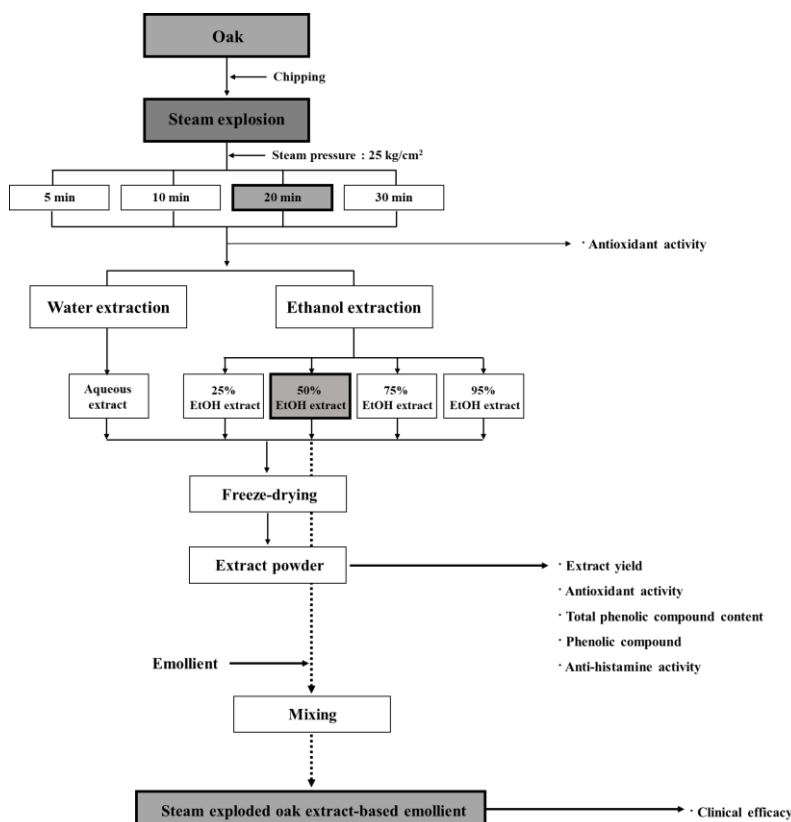 Oak
Chipping
Steam explosion
Steam pressure : 25 kg/cm²
5 min
10 min
20 min
30 min
· Antioxidant activity
Water extraction
Ethanol extraction
Aqueous
extract
25%
EtOH extract
50%
EtOH extract
75%
EtOH extract
95%
EtOH extract
Freeze-drying
Extract powder
· Extract yield
· Antioxidant activity
· Total phenolic compound content
· Phenolic compound
· Anti-histamine activity
Emollient
Mixing
Steam exploded oak extract-based emollient
· Clinical efficacy